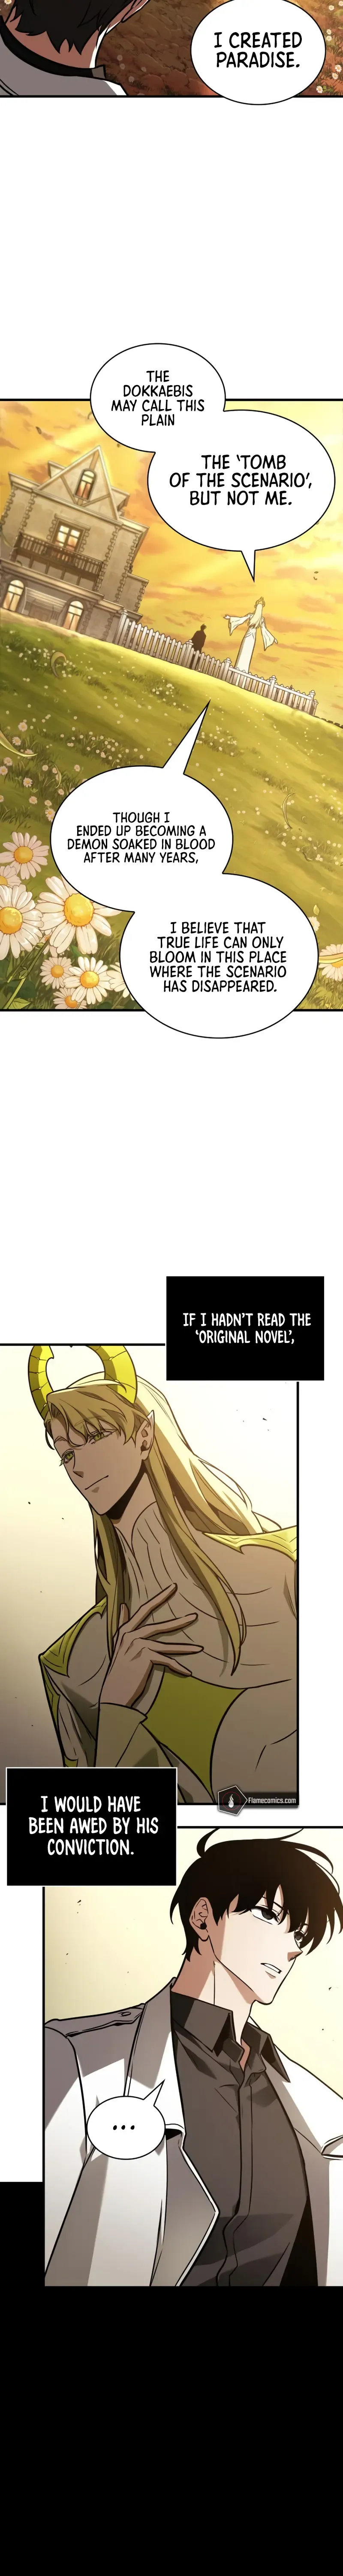 I CREATED
PARADISE.
THE
DOKKAEBIS
MAY CALL THIS
PLAIN
THE ‘TOMB
OF THE SCENARIO’,
BUT NOT ME.
THOUGH I
ENDED UP BECOMING A
DEMON SOAKED IN BLOOD
AFTER MANY YEARS,
I BELIEVE THAT
TRUE LIFE CAN ONLY
BLOOM IN THIS PLACE
WHERE THE SCENARIO
HAS DISAPPEARED.
IF I HADN'T READ THE
‘ORIGINAL NOVEL’,
Flamecomics.com
I WOULD HAVE
BEEN AWED BY HIS
CONVICTION.
...